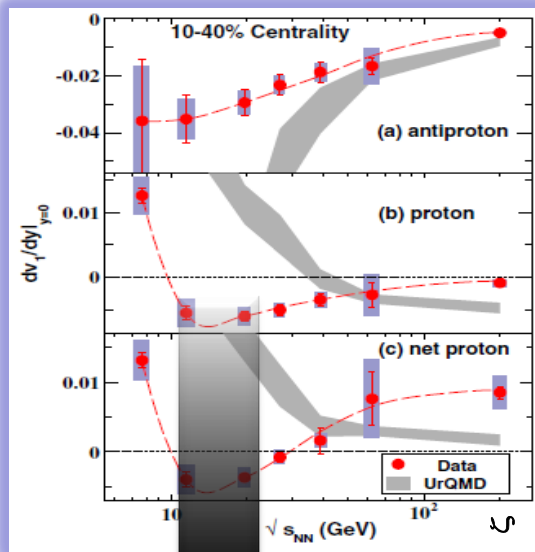 10-40% Centrality
0
-0.02
-0.04
(a) antiproton
0.01
0
(b) proton
dv₁/dy|y=0
(c) net proton
0.01
0
Data
UrQMD
10
10²
√sNN (GeV)